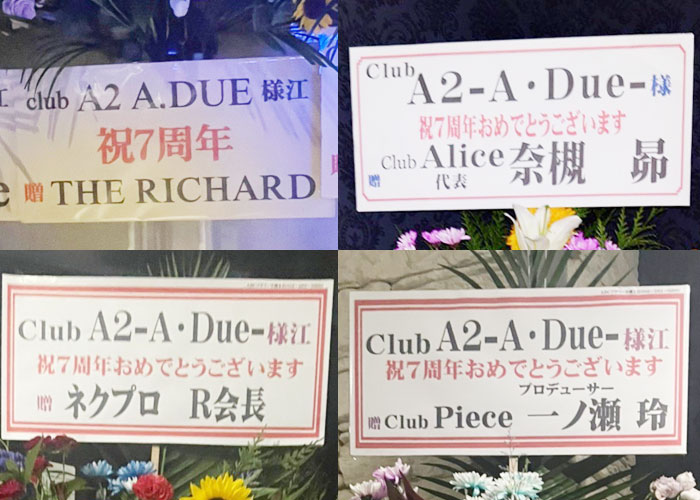 club A2 A.DUE 様江
祝7周年
贈 THE RICHARD
Club
A2-A・Due-様
祝7周年おめでとうございます
贈 Club Alice 奈槻 昴
代表
Club A2-A・Due-様江
祝7周年おめでとうございます
贈 ネクプロ R会長
Club A2-A・Due-様江
祝7周年おめでとうございます
プロデューサー
贈 Club Piece 一ノ瀬 玲